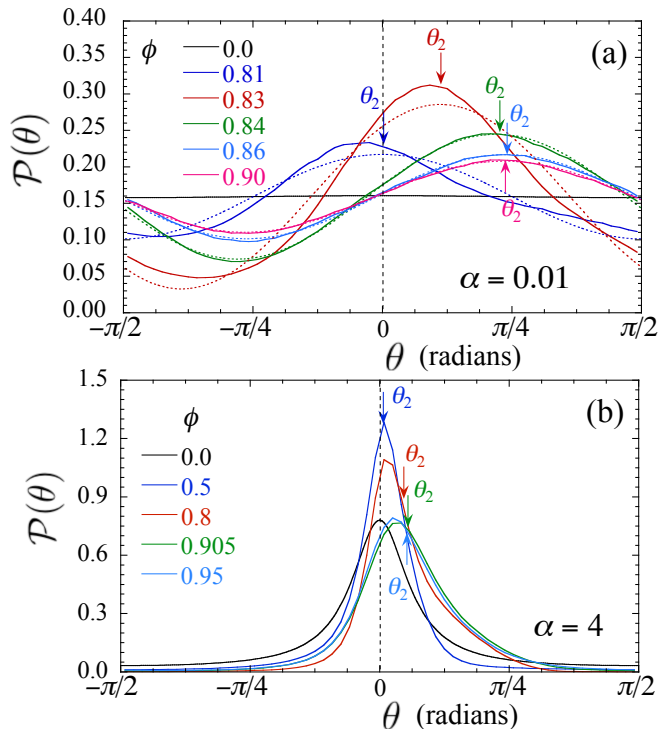 0.40
0.35
0.30
0.25
0.20
0.15
0.10
0.05
0.00
P(θ)
ϕ
0.0
0.81
0.83
0.84
0.86
0.90
θ₂
θ₂
θ₂
θ₂
θ₂
(a)
α = 0.01
−π/2
−π/4
0
π/4
π/2
θ (radians)
1.5
1.2
0.9
0.6
0.3
0.0
P(θ)
ϕ
0.0
0.5
0.8
0.905
0.95
θ₂
θ₂
θ₂
θ₂
(b)
α = 4
−π/2
−π/4
0
π/4
π/2
θ (radians)